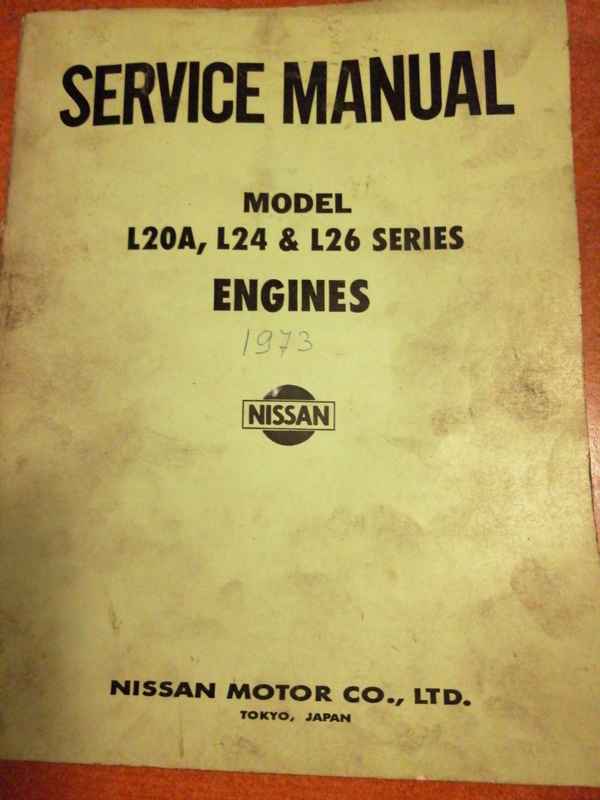 SERVICE MANUAL
MODEL
L20A, L24 & L26 SERIES
ENGINES
1973
NISSAN
NISSAN MOTOR CO., LTD.
TOKYO, JAPAN